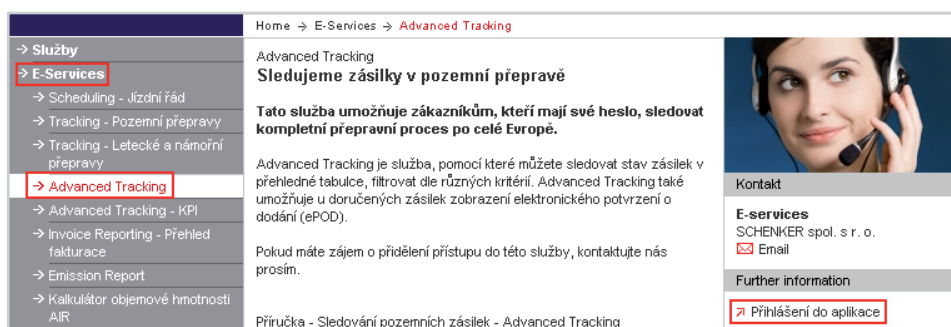 Home → E-Services → Advanced Tracking
→ Služby
→ E-Services
→ Scheduling - Jízdní řád
→ Tracking - Pozemní přepravy
→ Tracking - Letecké a námořní
přepravy
→ Advanced Tracking
→ Advanced Tracking - KPI
→ Invoice Reporting - Přehled
fakturace
→ Emission Report
→ Kalkulátor objemové hmotnosti
AIR
Advanced Tracking
Sledujeme zásilky v pozemní přepravě
Tato služba umožňuje zákazníkům, kteří mají své heslo, sledovat
kompletní přepravní proces po celé Evropě.
Advanced Tracking je služba, pomocí které můžete sledovat stav zásilek v
přehledné tabulce, filtrovat dle různých kritérií. Advanced Tracking také
umožňuje u doručených zásilek zobrazení elektronického potvrzení o
dodání (ePOD).
Pokud máte zájem o přidělení přístupu do této služby, kontaktujte nás
prosím.
Příručka - Sledování pozemních zásilek - Advanced Tracking
Kontakt
E-services
SCHENKER spol. s r. o.
Email
Further information
Přihlášení do aplikace